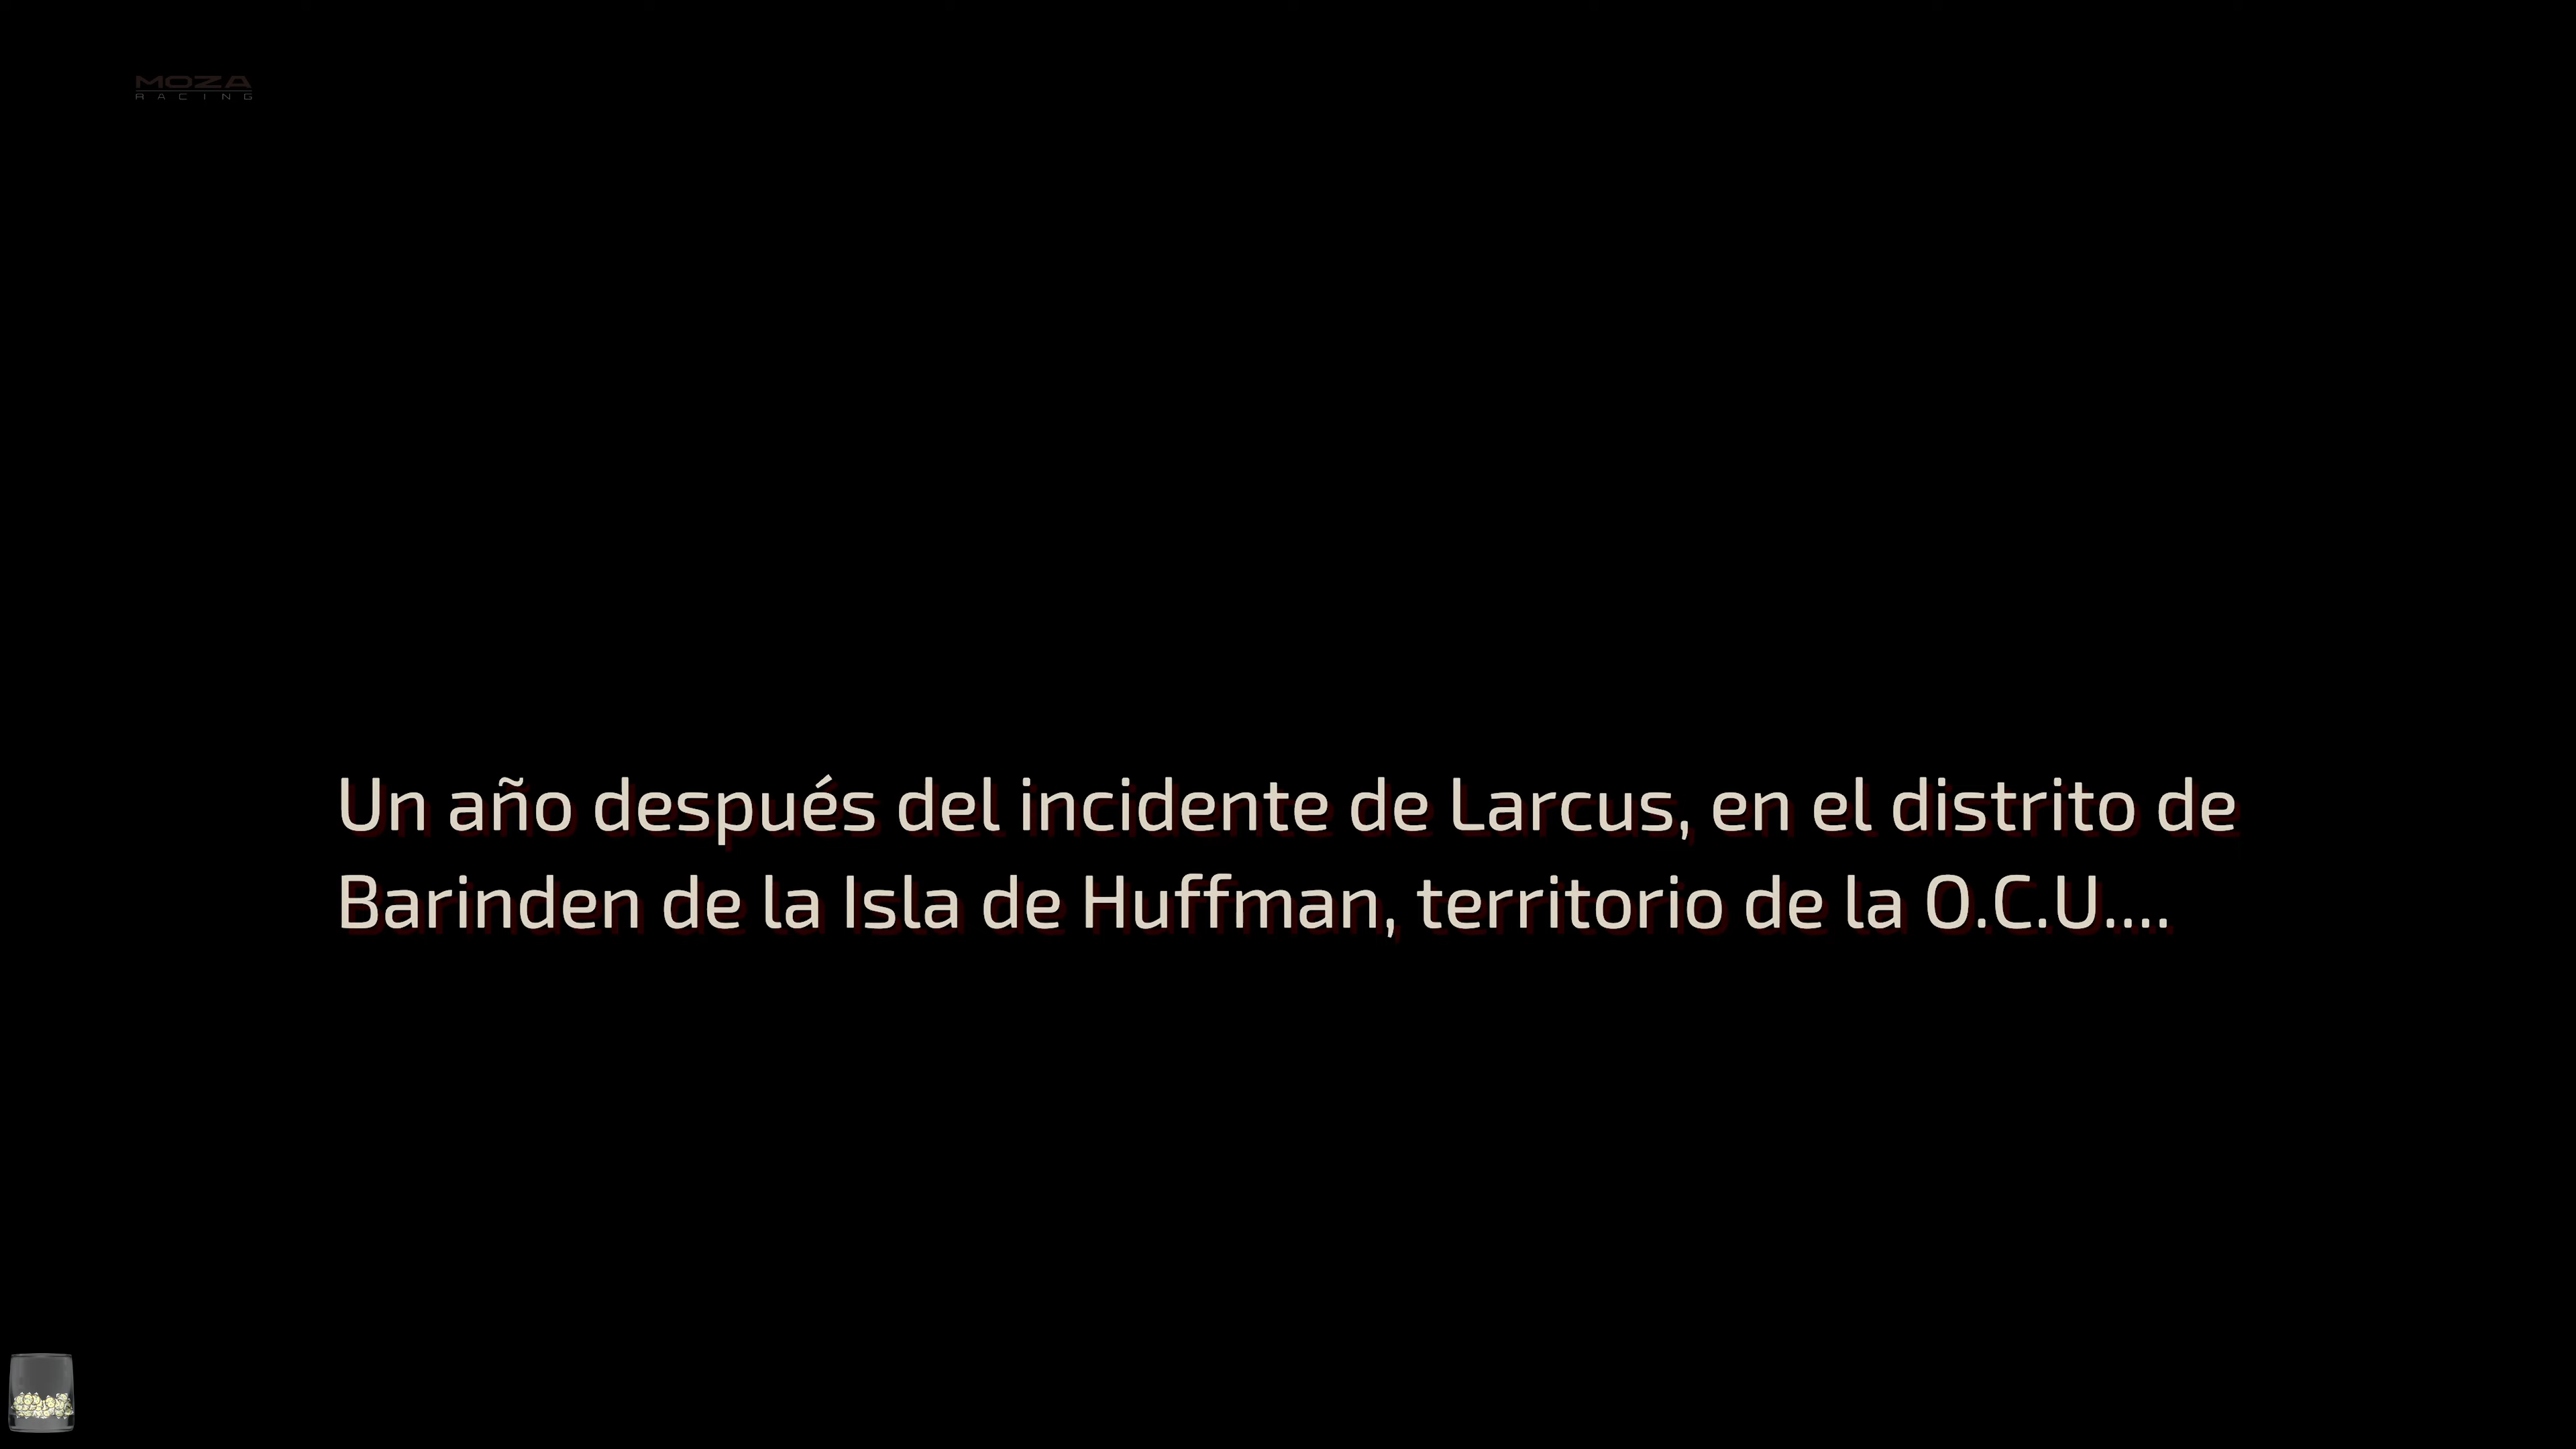 MOZA
RACING
Un año después del incidente de Larcus, en el distrito de
Barinden de la Isla de Huffman, territorio de la O.C.U....